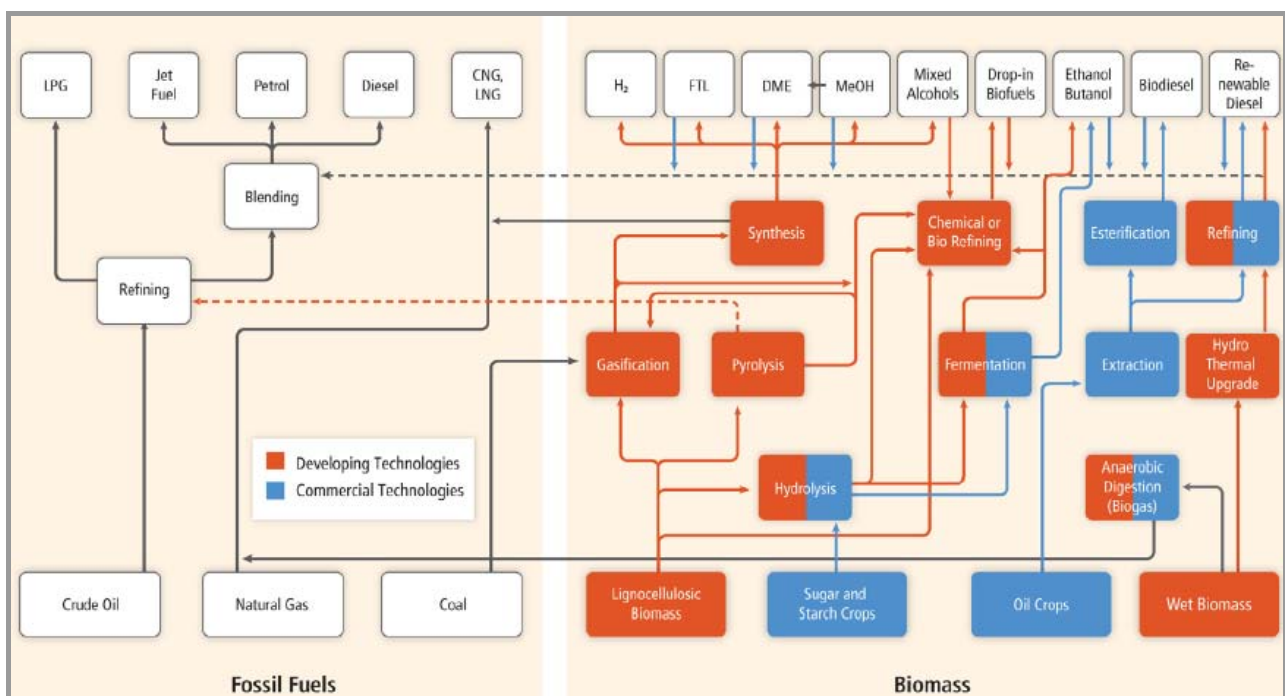 LPG
Jet
Fuel
Petrol
Diesel
CNG,
LNG
H₂
FTL
DME
MeOH
Mixed
Alcohols
Drop-in
Biofuels
Ethanol
Butanol
Biodiesel
Re-
newable
Diesel
Blending
Synthesis
Chemical or
Bio Refining
Esterification
Refining
Refining
Gasification
Pyrolysis
Fermentation
Extraction
Hydro
Thermal
Upgrade
Developing Technologies
Commercial Technologies
Hydrolysis
Anaerobic
Digestion
(Biogas)
Crude Oil
Natural Gas
Coal
Lignocellulosic
Biomass
Sugar and
Starch Crops
Oil Crops
Wet Biomass
Fossil Fuels
Biomass